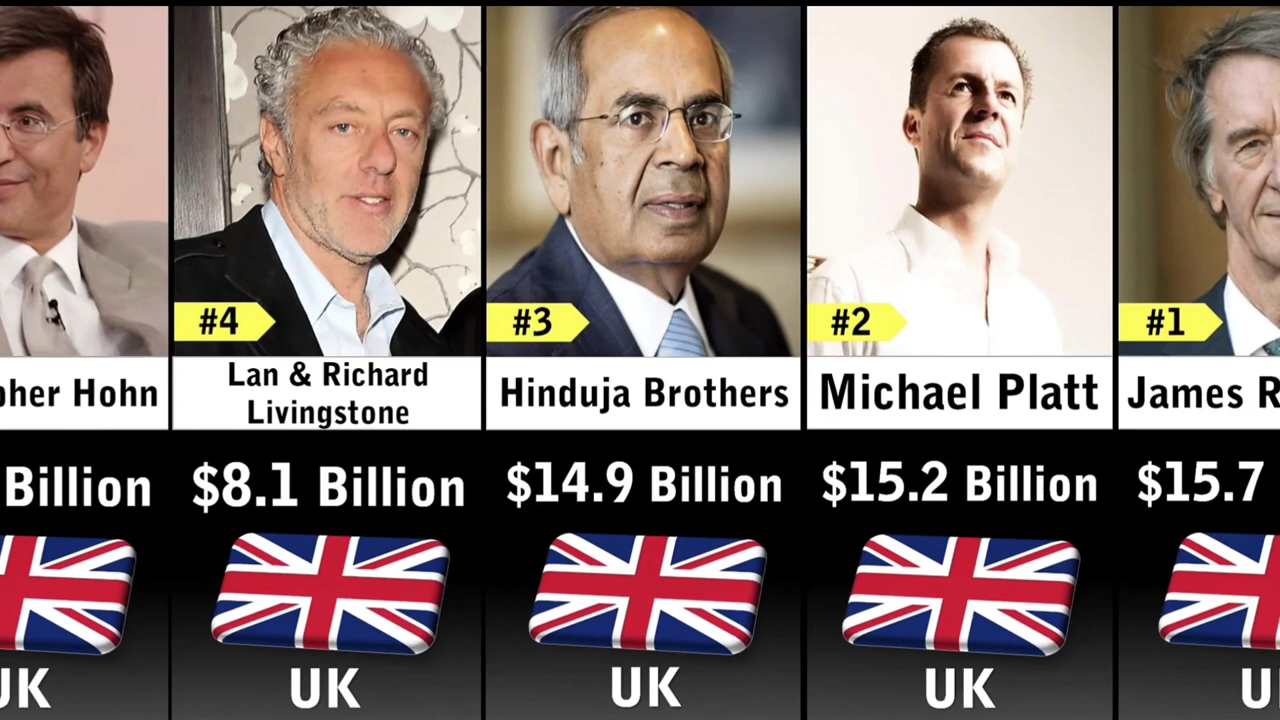 #4
#3
#2
#1
pher Hohn
Lan & Richard
Livingstone
Hinduja Brothers
Michael Platt
James R
Billion
$8.1 Billion
$14.9 Billion
$15.2 Billion
$15.7
UK
UK
UK
UK
U